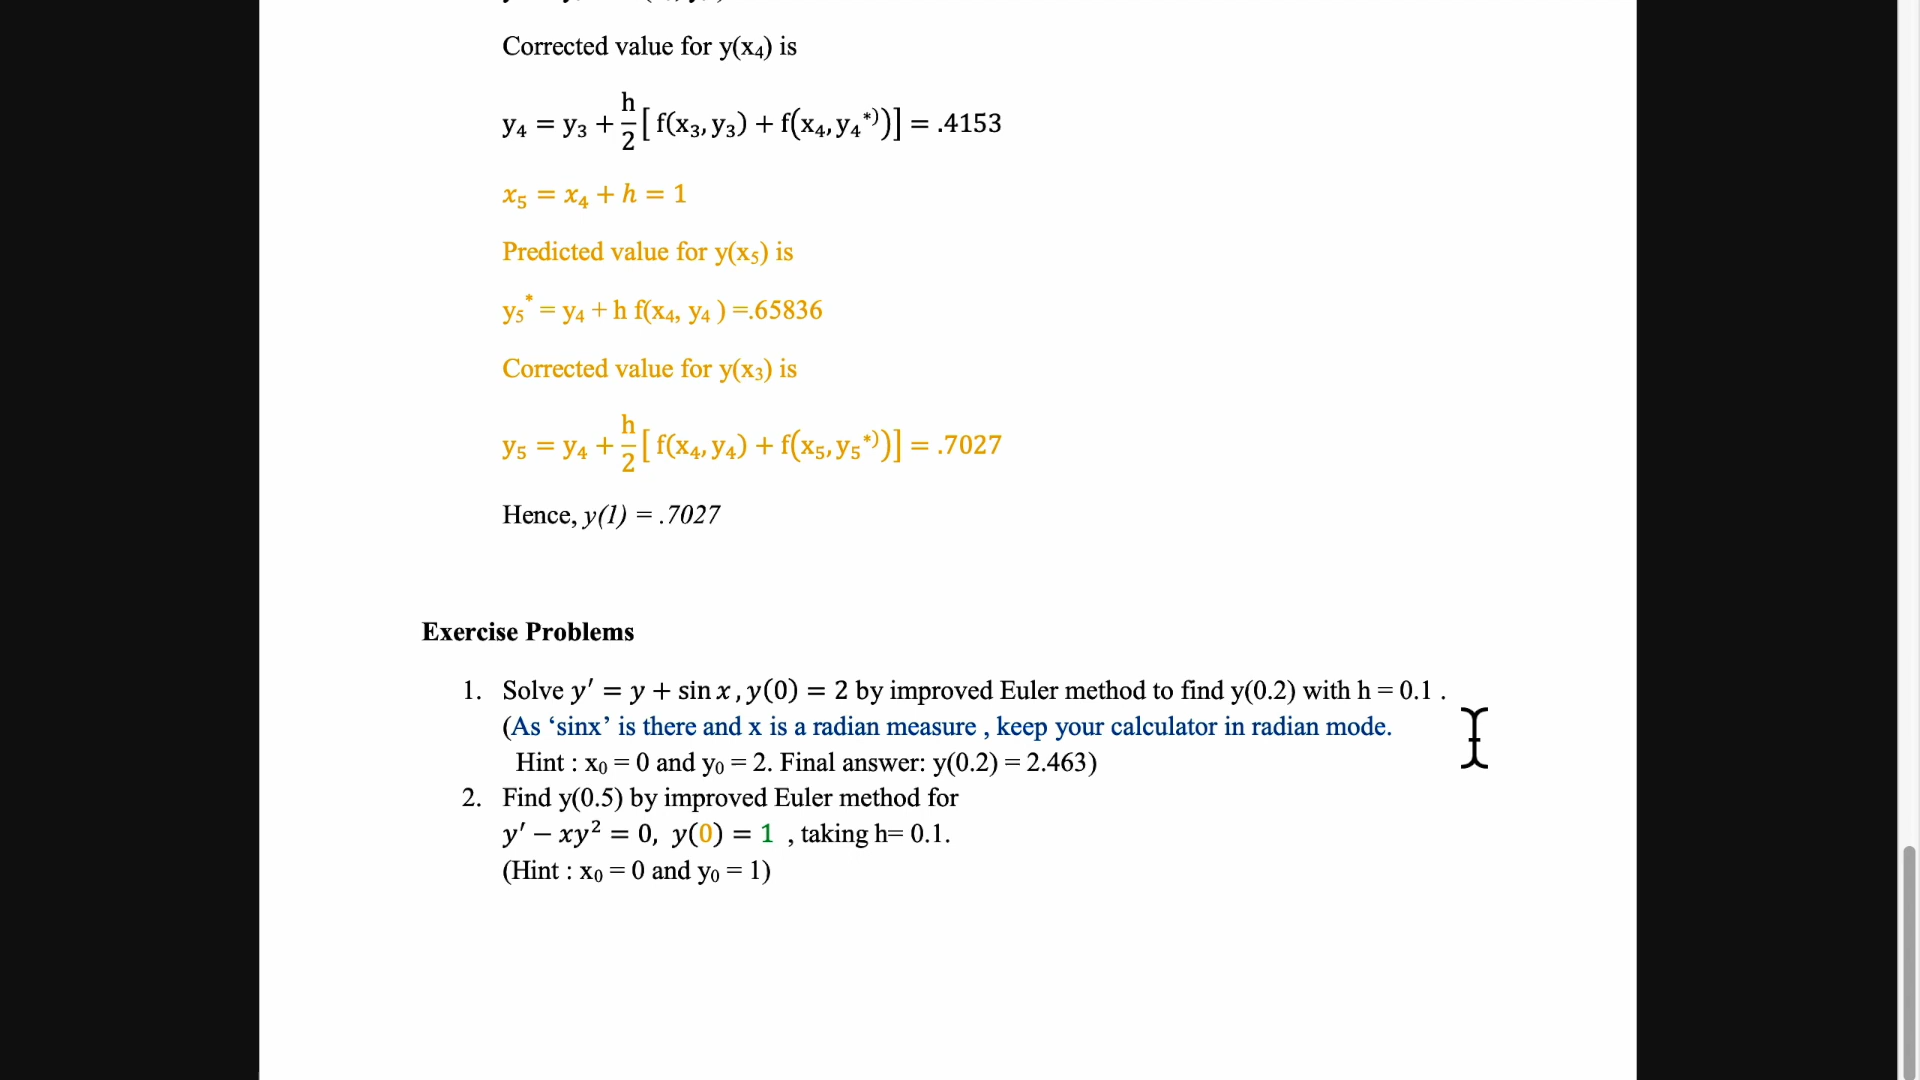 Corrected value for y(x₄) is
y₄ = y₃ + h/2 [ f(x₃, y₃) + f(x₄, y₄*))] = .4153
x₅ = x₄ + h = 1
Predicted value for y(x₅) is
y₅* = y₄ + h f(x₄, y₄ ) =.65836
Corrected value for y(x₃) is
y₅ = y₄ + h/2 [ f(x₄, y₄) + f(x₅, y₅*))] = .7027
Hence, y(1) = .7027
Exercise Problems
1. Solve y′ = y + sin x , y(0) = 2 by improved Euler method to find y(0.2) with h = 0.1 .
(As ‘sinx’ is there and x is a radian measure , keep your calculator in radian mode.
Hint : x₀ = 0 and y₀ = 2. Final answer: y(0.2) = 2.463)
2. Find y(0.5) by improved Euler method for
y′ − xy² = 0, y(0) = 1 , taking h= 0.1.
(Hint : x₀ = 0 and y₀ = 1)